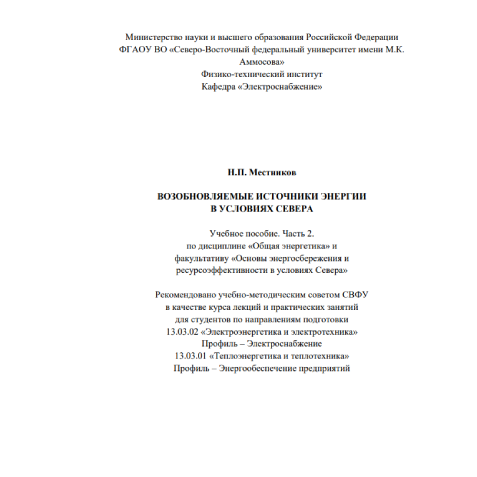 Министерство науки и высшего образования Российской Федерации
ФГАОУ ВО «Северо-Восточный федеральный университет имени М.К.
Аммосова»
Физико-технический институт
Кафедра «Электроснабжение»
Н.П. Местников
ВОЗОБНОВЛЯЕМЫЕ ИСТОЧНИКИ ЭНЕРГИИ
В УСЛОВИЯХ СЕВЕРА
Учебное пособие. Часть 2.
по дисциплине «Общая энергетика» и
факультативу «Основы энергосбережения и
ресурсоэффективности в условиях Севера»
Рекомендовано учебно-методическим советом СВФУ
в качестве курса лекций и практических занятий
для студентов по направлениям подготовки
13.03.02 «Электроэнергетика и электротехника»
Профиль – Электроснабжение
13.03.01 «Теплоэнергетика и теплотехника»
Профиль – Энергообеспечение предприятий